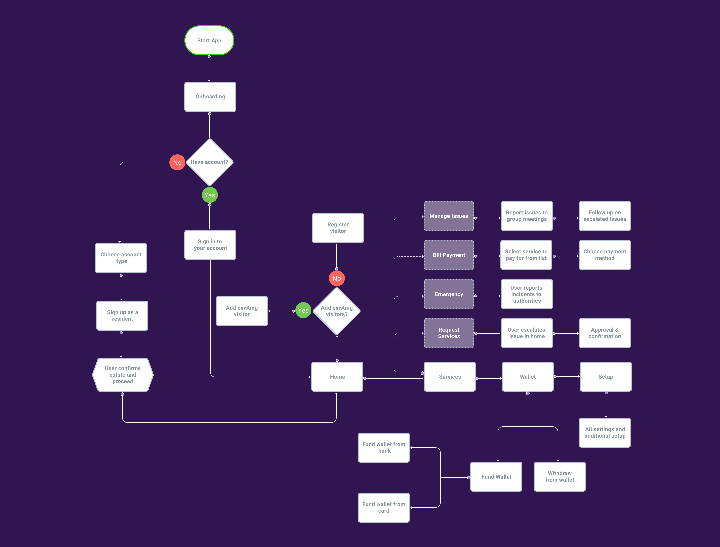 Start App
Onboarding
Have account?
No
Yes
Sign in to
your account
Choose account
type
Sign up as a
resident
User confirms
estate and
proceed
Register
visitor
No
Add existing
visitors?
Yes
Add existing
visitor
Home
Manage Issues
Report issues to
group meetings
Follow up on
escalated issues
Bill Payment
Select service to
pay for from list
Choose payment
method
Emergency
User reports
incidents to
authorities
Request
Services
User escalates
issue in home
Approval &
confirmation
Services
Wallet
Setup
All settings and
additional setup
Fund wallet from
bank
Fund Wallet
Withdraw
from wallet
Fund wallet from
card